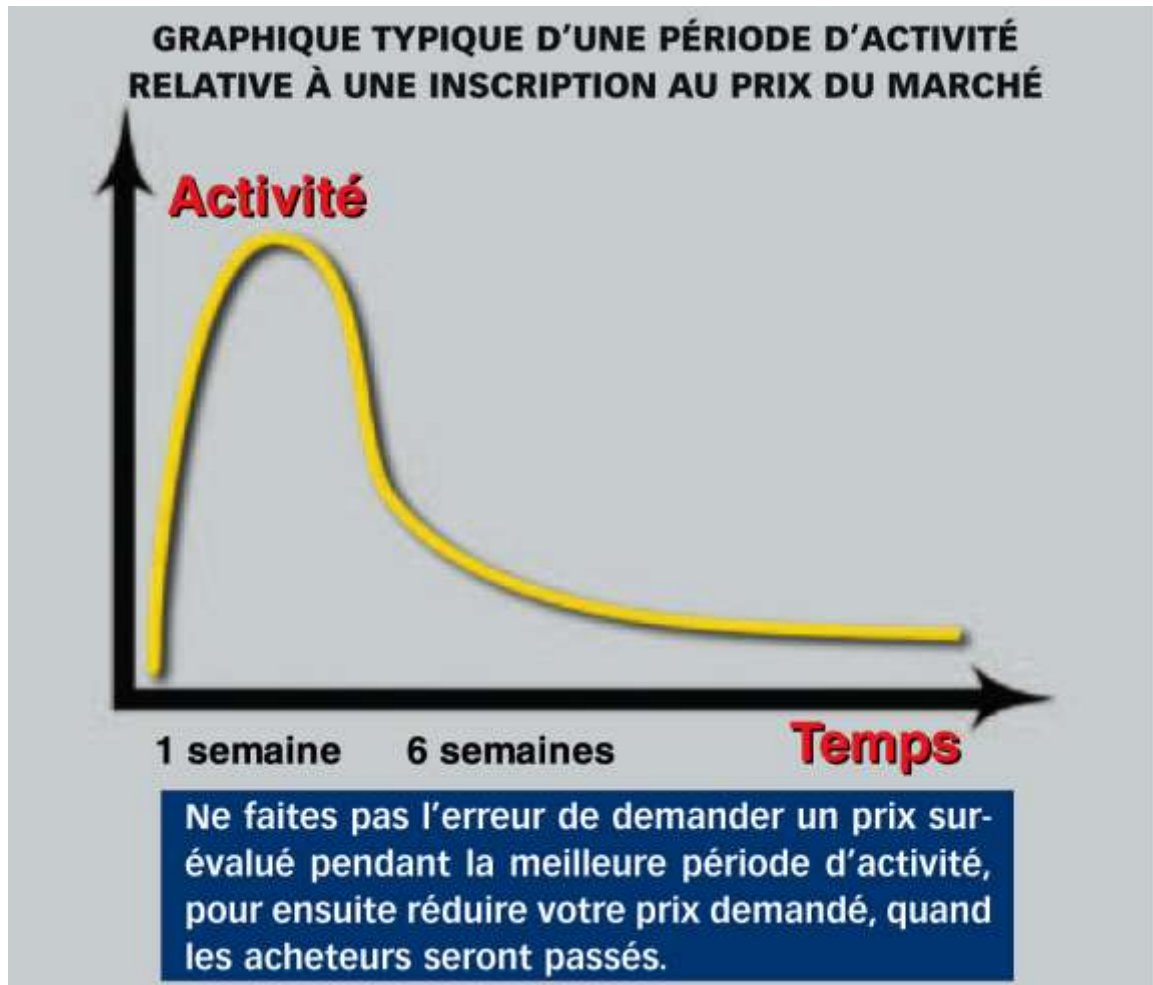 GRAPHIQUE TYPIQUE D'UNE PÉRIODE D'ACTIVITÉ
RELATIVE À UNE INSCRIPTION AU PRIX DU MARCHÉ
Activité
1 semaine 6 semaines Temps
Ne faites pas l'erreur de demander un prix sur-
évalué pendant la meilleure période d'activité,
pour ensuite réduire votre prix demandé, quand
les acheteurs seront passés.